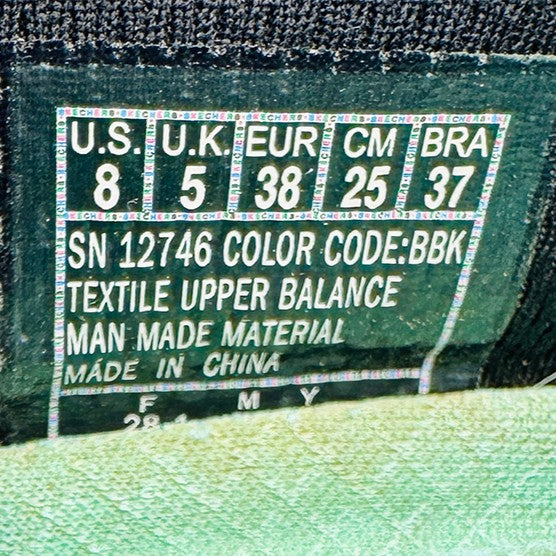 U.S. U.K. EUR CM BRA
8 5 38 25 37
SN 12746 COLOR CODE:BBK
TEXTILE UPPER BALANCE
MAN MADE MATERIAL
MADE IN CHINA
F M Y